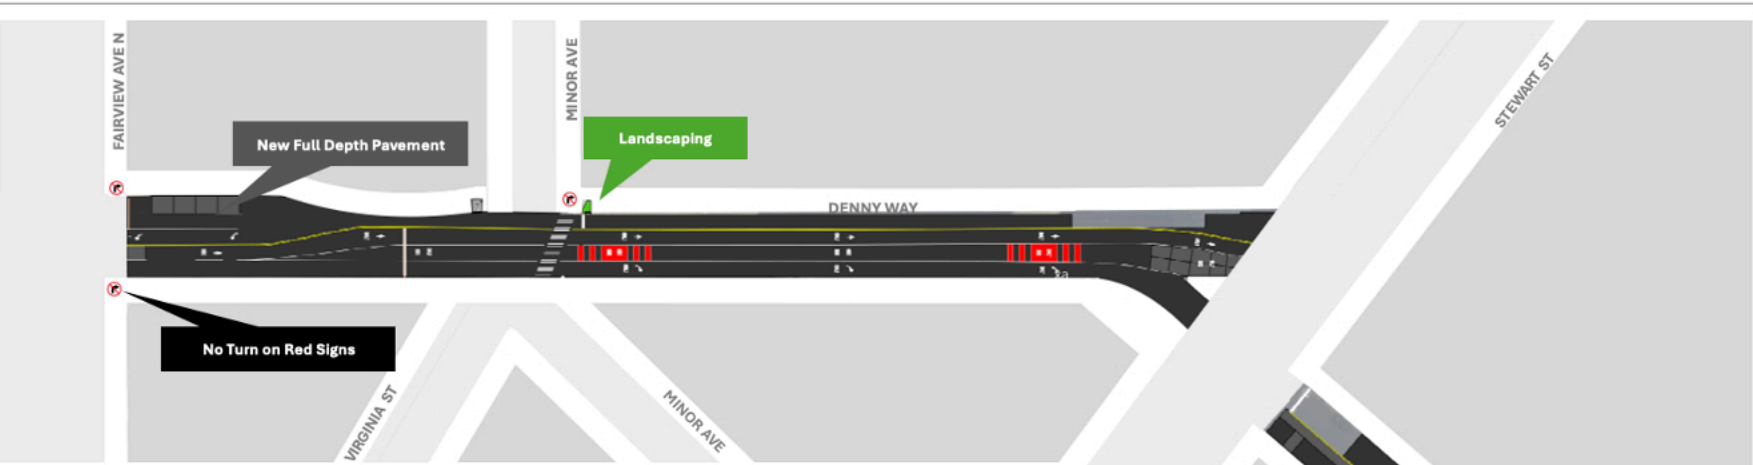 FAIRVIEW AVE N
MINOR AVE
STEWART ST
New Full Depth Pavement
Landscaping
DENNY WAY
No Turn on Red Signs
VIRGINIA ST
MINOR AVE